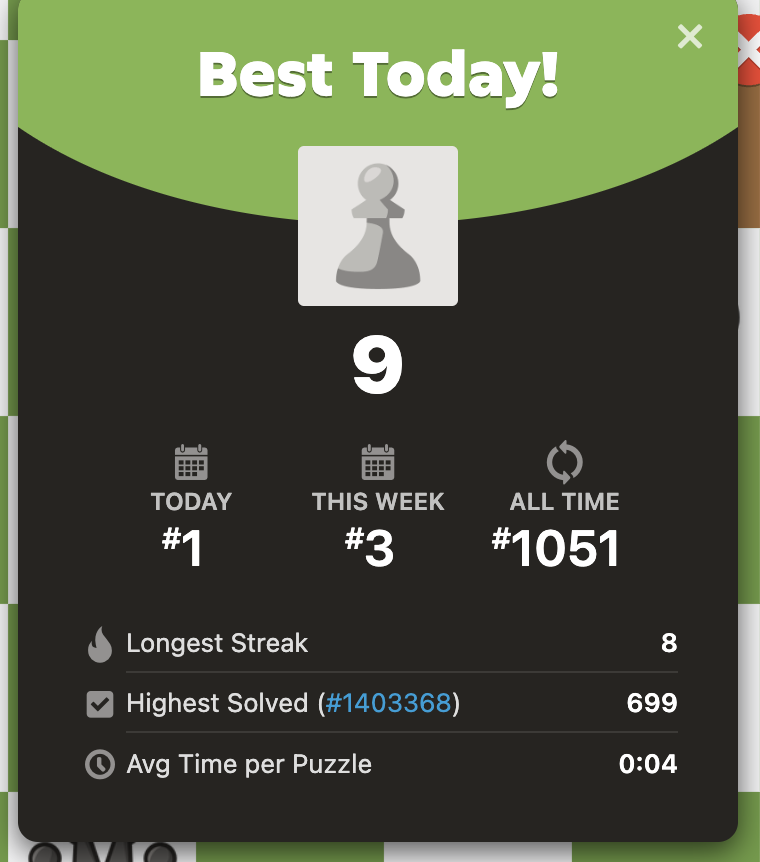 Best Today!
9
TODAY THIS WEEK ALL TIME
#1 #3 #1051
Longest Streak 8
Highest Solved (#1403368) 699
Avg Time per Puzzle 0:04